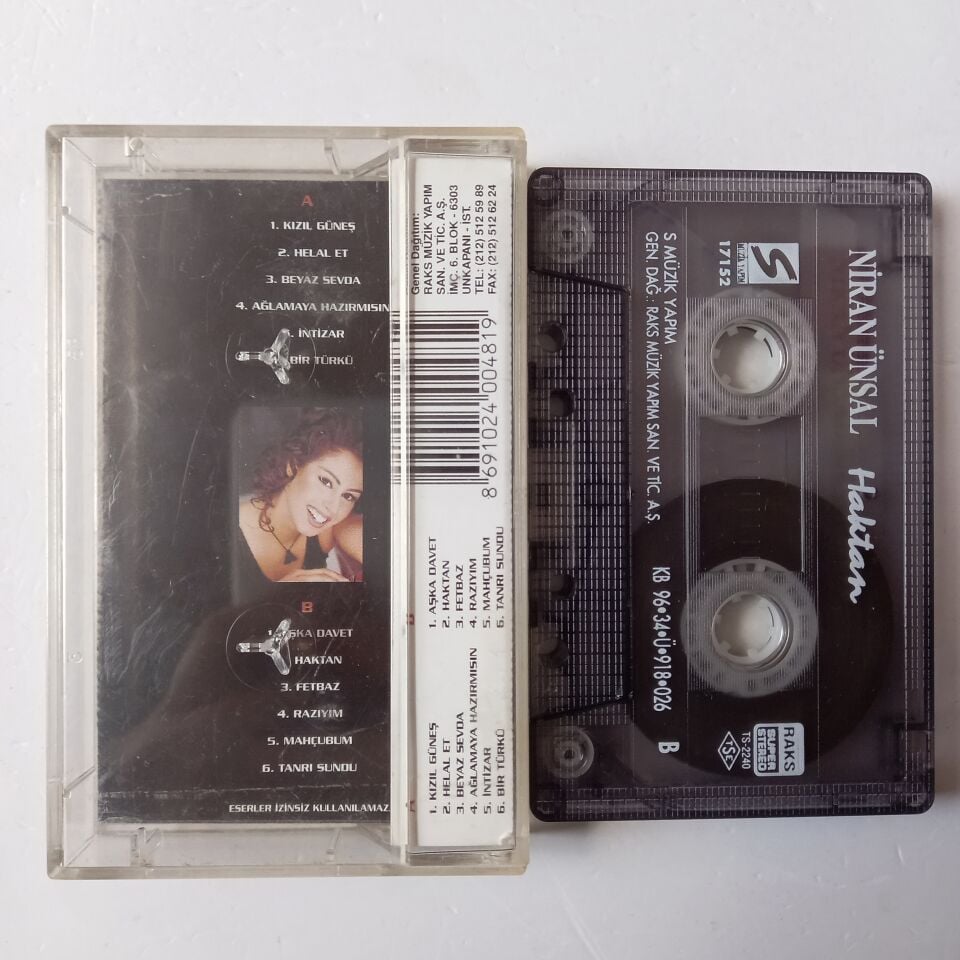 A
1. KIZIL GÜNEŞ
2. HELAL ET
3. BEYAZ SEVDA
4. AĞLAMAYA HAZIRMISIN
İNTİZAR
BİR TÜRKÜ
B
DAVET
HAKTAN
3. FETBAZ
4. RAZIYIM
5. MAHÇUBUM
6. TANRI SUNDU
ESERLER İZİNSİZ KULLANILAMAZ.
Genel Dağıtım:
RAKS MÜZİK YAPIM
SAN. VE TİC. A.Ş.
İMÇ. 6. BLOK - 6303
UNKAPANI - İST.
TEL: (212) 512 59 89
FAX: (212) 512 62 24
8 691024 004819
B
1. AŞKA DAVET
2. HAKTAN
3. FETBAZ
4. RAZIYIM
5. MAHÇUBUM
6. TANRI SUNDU
A
1. KIZIL GÜNEŞ
2. HELAL ET
3. BEYAZ SEVDA
4. AĞLAMAYA HAZIRMISIN
5. İNTİZAR
6. BİR TÜRKÜ
NİRAN ÜNSAL Haktan
S
MÜZİK YAPIM
17152
S MÜZİK YAPIM
GEN. DAĞ.: RAKS MÜZİK YAPIM SAN. VE TİC. A.Ş.
KB 96•34•Ü•918•026
B
RAKS
SUPER
STEREO
TS-2240
TSE